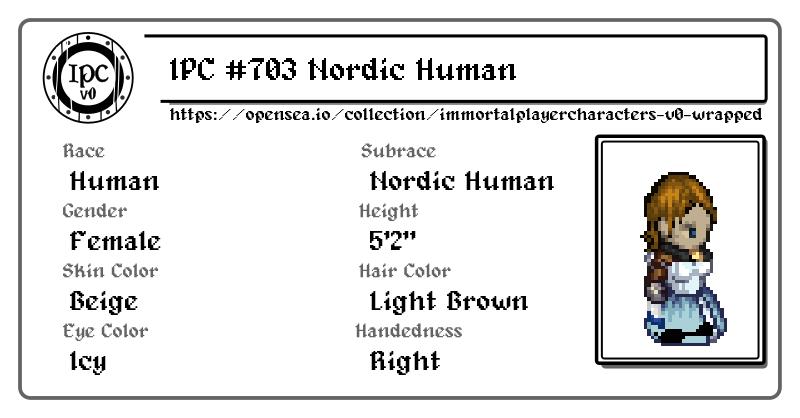 IPC v0
IPC #703 Nordic Human
https://opensea.io/collection/immortalplayercharacters-v0-wrapped
Race Subrace
Human Nordic Human
Gender Height
Female 5'2"
Skin Color Hair Color
Beige Light Brown
Eye Color Handedness
Icy Right